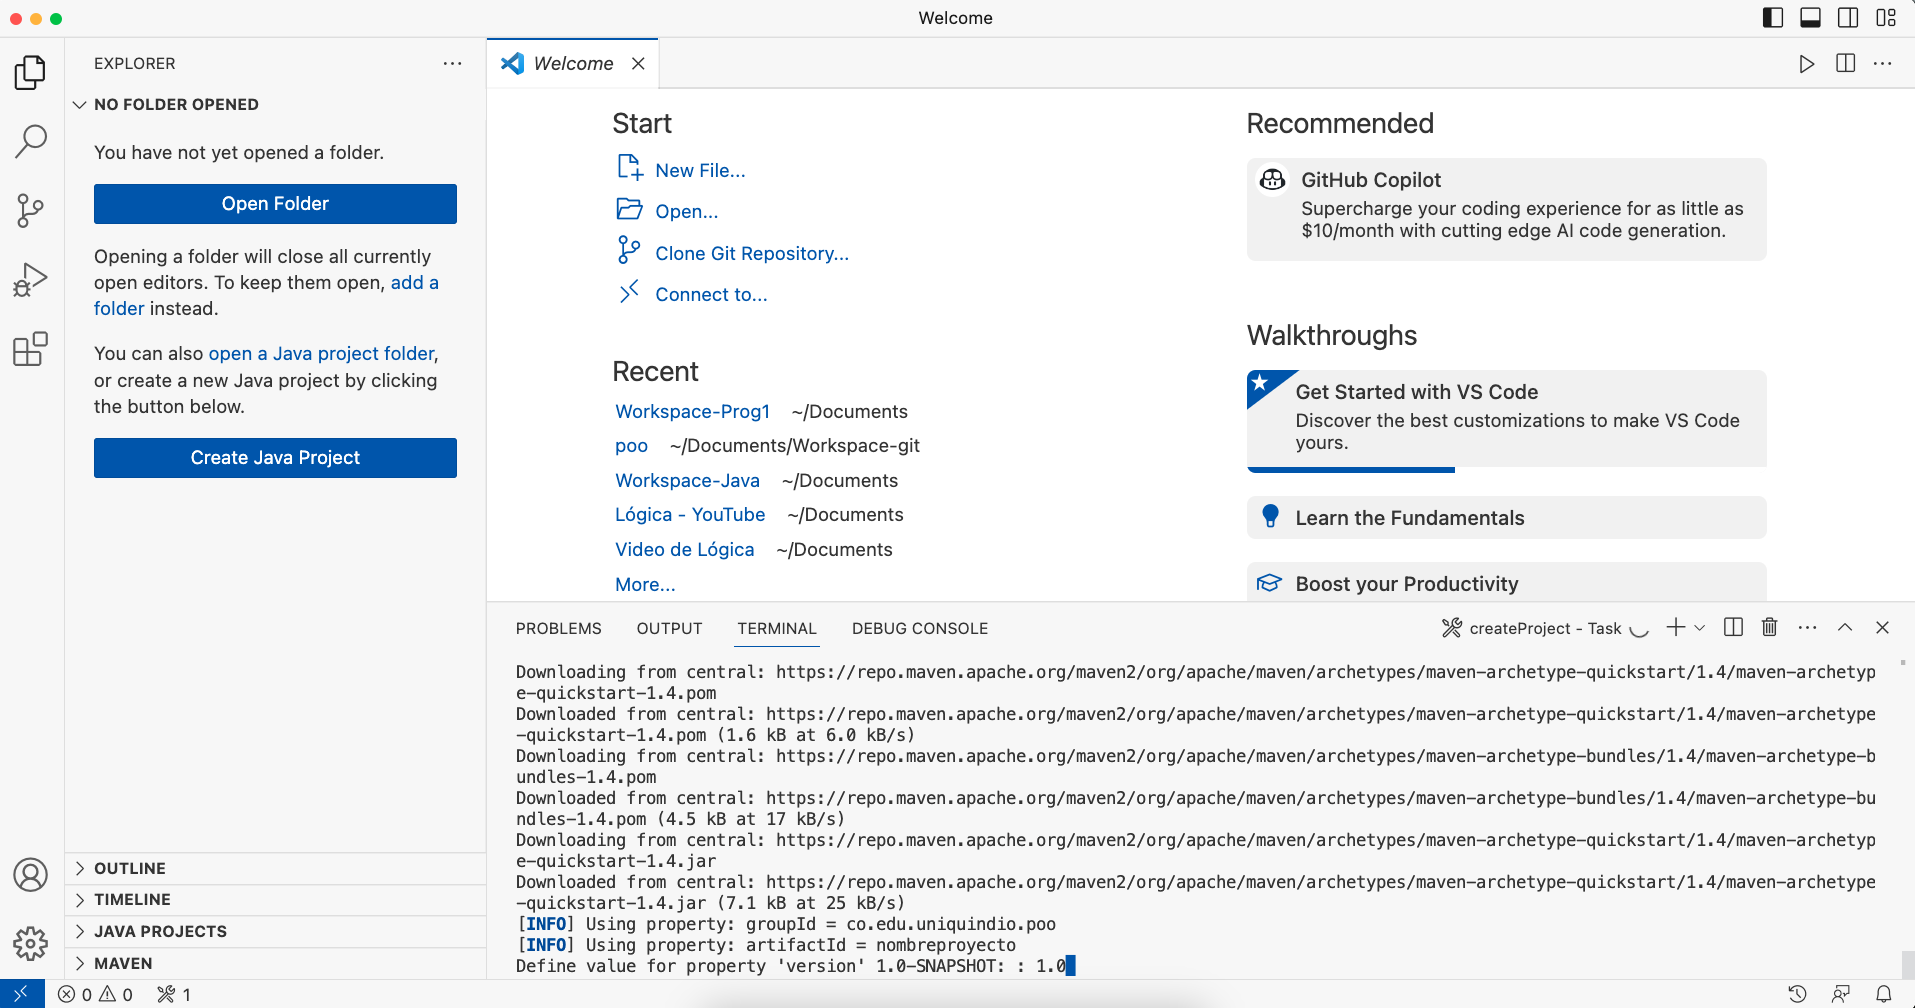 Welcome
EXPLORER
NO FOLDER OPENED
You have not yet opened a folder.
Open Folder
Opening a folder will close all currently
open editors. To keep them open, add a
folder instead.
You can also open a Java project folder,
or create a new Java project by clicking
the button below.
Create Java Project
OUTLINE
TIMELINE
JAVA PROJECTS
MAVEN
Welcome
Start
New File...
Open...
Clone Git Repository...
Connect to...
Recent
Workspace-Prog1 ~/Documents
poo ~/Documents/Workspace-git
Workspace-Java ~/Documents
Lógica - YouTube ~/Documents
Video de Lógica ~/Documents
More...
Recommended
GitHub Copilot
Supercharge your coding experience for as little as
$10/month with cutting edge AI code generation.
Walkthroughs
Get Started with VS Code
Discover the best customizations to make VS Code
yours.
Learn the Fundamentals
Boost your Productivity
PROBLEMS OUTPUT TERMINAL DEBUG CONSOLE
createProject - Task
Downloading from central: https://repo.maven.apache.org/maven2/org/apache/maven/archetypes/maven-archetype-quickstart/1.4/maven-archetyp
e-quickstart-1.4.pom
Downloaded from central: https://repo.maven.apache.org/maven2/org/apache/maven/archetypes/maven-archetype-quickstart/1.4/maven-archetype
-quickstart-1.4.pom (1.6 kB at 6.0 kB/s)
Downloading from central: https://repo.maven.apache.org/maven2/org/apache/maven/archetypes/maven-archetype-bundles/1.4/maven-archetype-b
undles-1.4.pom
Downloaded from central: https://repo.maven.apache.org/maven2/org/apache/maven/archetypes/maven-archetype-bundles/1.4/maven-archetype-bu
ndles-1.4.pom (4.5 kB at 17 kB/s)
Downloading from central: https://repo.maven.apache.org/maven2/org/apache/maven/archetypes/maven-archetype-quickstart/1.4/maven-archetyp
e-quickstart-1.4.jar
Downloaded from central: https://repo.maven.apache.org/maven2/org/apache/maven/archetypes/maven-archetype-quickstart/1.4/maven-archetype
-quickstart-1.4.jar (7.1 kB at 25 kB/s)
[INFO] Using property: groupId = co.edu.uniquindio.poo
[INFO] Using property: artifactId = nombreproyecto
Define value for property 'version' 1.0-SNAPSHOT: : 1.0
0 0 1